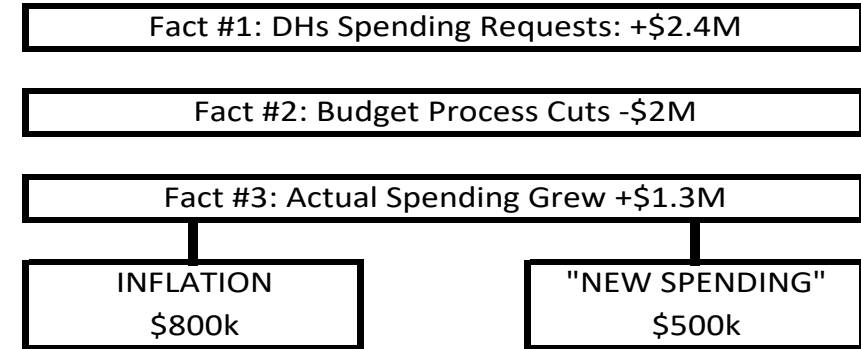 Fact #1: DHs Spending Requests: +$2.4M
Fact #2: Budget Process Cuts -$2M
Fact #3: Actual Spending Grew +$1.3M
INFLATION
$800k
"NEW SPENDING"
$500k